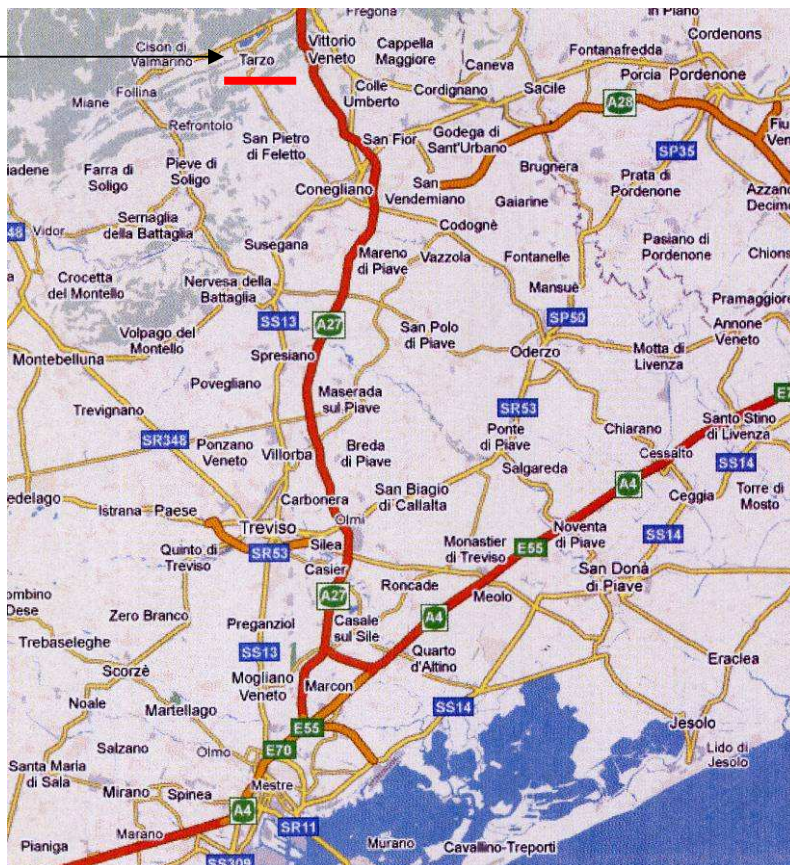 Fregona
in Piano
Cison di
Valmarino
Tarzo
Vittorio
Veneto
Cappella
Maggiore
Caneva
Fontanafredda
Cordenons
Porcia
Pordenone
Follina
Miane
Colle
Umberto
Cordignano
Sacile
A28
Refrontolo
San Pietro
di Feletto
San Fior
Godega di
Sant'Urbano
SP35
Fiu
Ven
iadene
Farra di
Soligo
Pieve di
Soligo
Conegliano
San
Vendemiano
Brugnera
Gaiarine
Prata di
Pordenone
Azzano
Decimo
48
Vidor
Sernaglia
della Battaglia
Susegana
Codognè
Mareno
di Piave
Vazzola
Fontanelle
Pasiano di
Pordenone
Chions
Crocetta
del Montello
Nervesa della
Battaglia
Mansuè
Pramaggiore
SS13
A27
San Polo
di Piave
SP50
Annone
Veneto
Volpago del
Montello
Montebelluna
Spresiano
Oderzo
Motta di
Livenza
Povegliano
Maserada
sul Piave
E7
Trevignano
SR53
Santo Stino
di Livenza
SR348
Ponzano
Veneto
Villorba
Breda
di Piave
Ponte
di Piave
Chiarano
Cessalto
Salgareda
SS14
edelago
Istrana
Paese
Carbonera
San Biagio
di Callalta
A4
Ceggia
Torre di
Mosto
Treviso
Olmi
Noventa
di Piave
Quinto di
Treviso
SR53
Silea
Monastier
di Treviso
E55
SS14
Casier
San Donà
di Piave
ombino
Dese
Zero Branco
A27
Roncade
Meolo
Trebaseleghe
Preganziol
Casale
sul Sile
A4
Scorzè
SS13
Quarto
d'Altino
Eraclea
Mogliano
Veneto
Marcon
Noale
Martellago
SS14
Jesolo
E55
Salzano
Olmo
E70
Lido di
Jesolo
Santa Maria
di Sala
Mirano
Spinea
Mestre
A4
Marano
SR11
Pianiga
SS309
Murano
Cavallino-Treporti